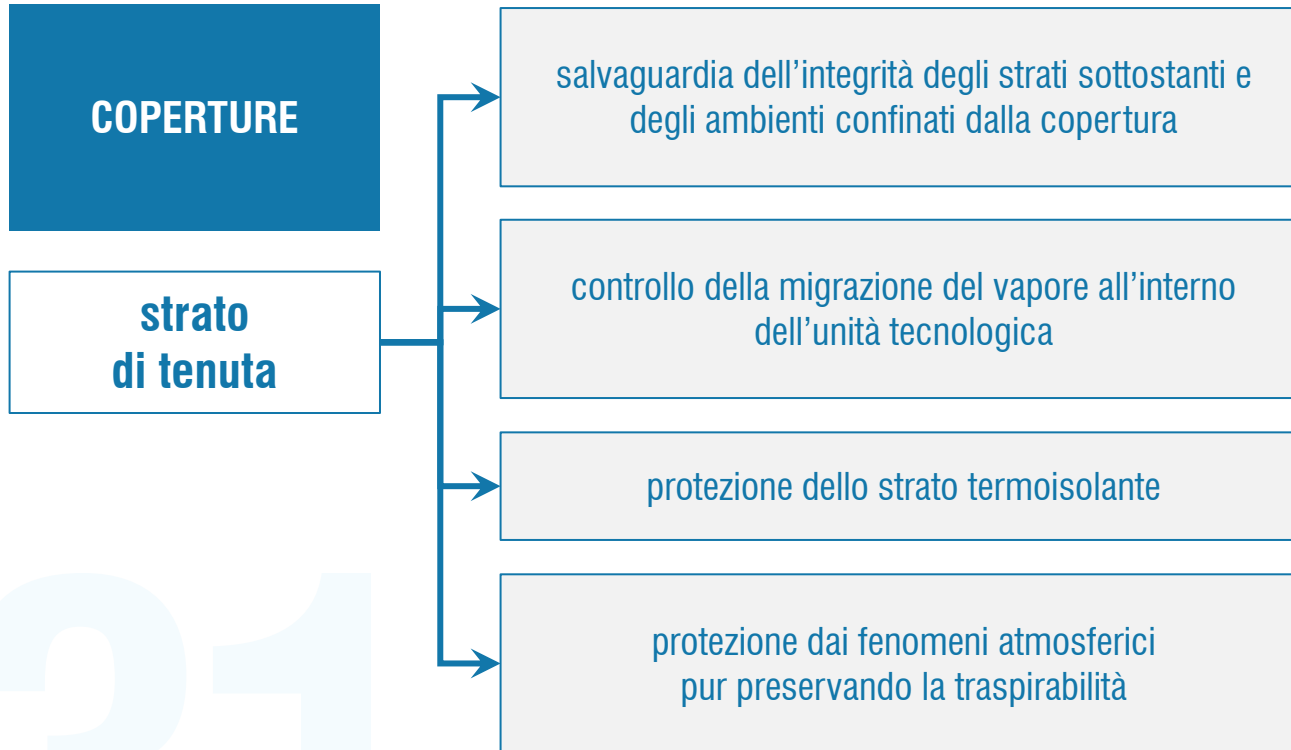 COPERTURE
strato
di tenuta
salvaguardia dell'integrità degli strati sottostanti e
degli ambienti confinati dalla copertura
controllo della migrazione del vapore all'interno
dell'unità tecnologica
protezione dello strato termoisolante
protezione dai fenomeni atmosferici
pur preservando la traspirabilità
21